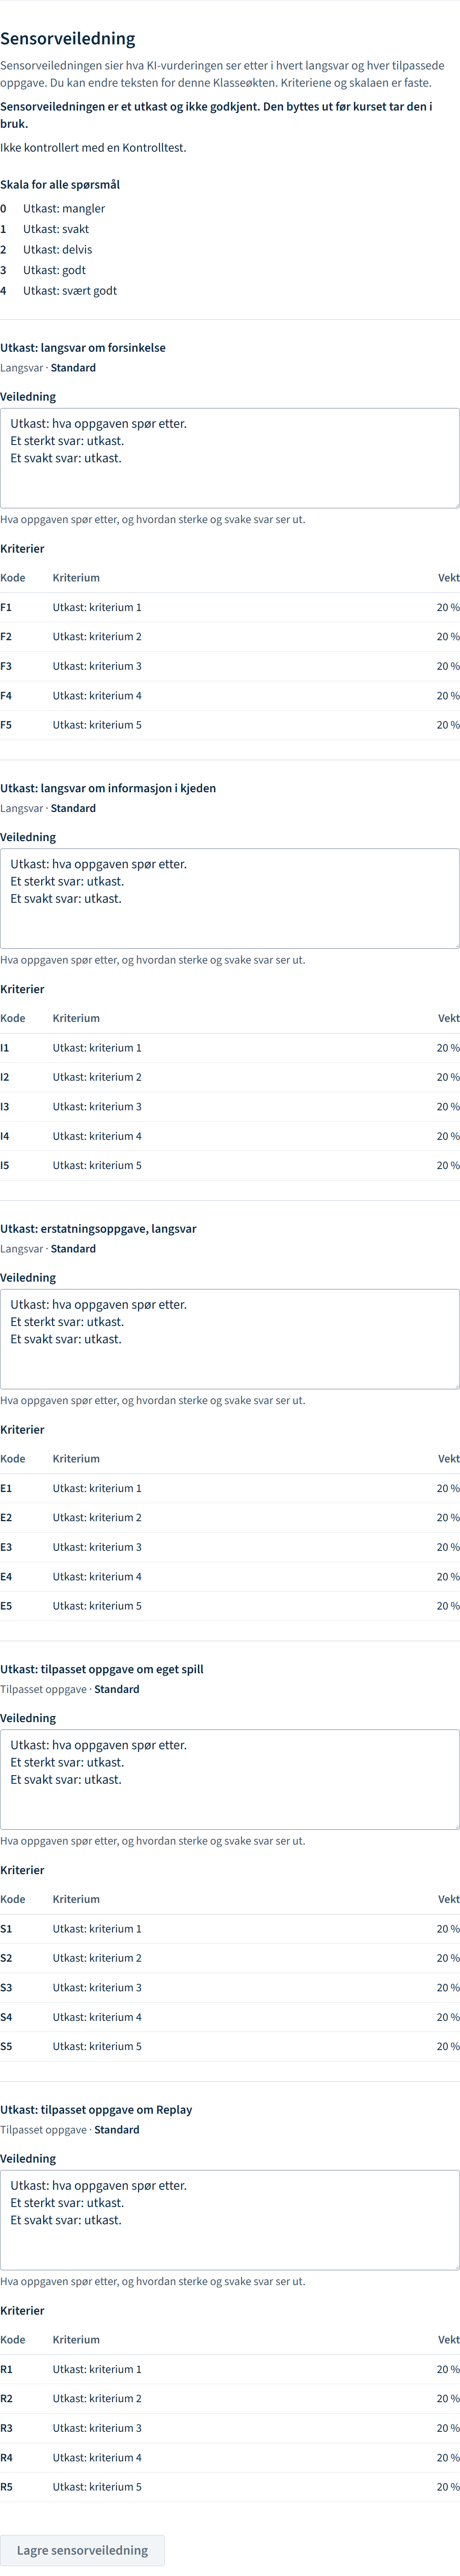 Sensorveiledning
Sensorveiledningen sier hva KI-vurderingen ser etter i hvert langsvar og hver tilpassede
oppgave. Du kan endre teksten for denne Klasseøkten. Kriteriene og skalaen er faste.
Sensorveiledningen er et utkast og ikke godkjent. Den byttes ut før kurset tar den i
bruk.
Ikke kontrollert med en Kontrolltest.
Skala for alle spørsmål
0 Utkast: mangler
1 Utkast: svakt
2 Utkast: delvis
3 Utkast: godt
4 Utkast: svært godt
Utkast: langsvar om forsinkelse
Langsvar · Standard
Veiledning
Utkast: hva oppgaven spør etter.
Et sterkt svar: utkast.
Et svakt svar: utkast.
Hva oppgaven spør etter, og hvordan sterke og svake svar ser ut.
Kriterier
Kode Kriterium Vekt
F1 Utkast: kriterium 1 20 %
F2 Utkast: kriterium 2 20 %
F3 Utkast: kriterium 3 20 %
F4 Utkast: kriterium 4 20 %
F5 Utkast: kriterium 5 20 %
Utkast: langsvar om informasjon i kjeden
Langsvar · Standard
Veiledning
Utkast: hva oppgaven spør etter.
Et sterkt svar: utkast.
Et svakt svar: utkast.
Hva oppgaven spør etter, og hvordan sterke og svake svar ser ut.
Kriterier
Kode Kriterium Vekt
I1 Utkast: kriterium 1 20 %
I2 Utkast: kriterium 2 20 %
I3 Utkast: kriterium 3 20 %
I4 Utkast: kriterium 4 20 %
I5 Utkast: kriterium 5 20 %
Utkast: erstatningsoppgave, langsvar
Langsvar · Standard
Veiledning
Utkast: hva oppgaven spør etter.
Et sterkt svar: utkast.
Et svakt svar: utkast.
Hva oppgaven spør etter, og hvordan sterke og svake svar ser ut.
Kriterier
Kode Kriterium Vekt
E1 Utkast: kriterium 1 20 %
E2 Utkast: kriterium 2 20 %
E3 Utkast: kriterium 3 20 %
E4 Utkast: kriterium 4 20 %
E5 Utkast: kriterium 5 20 %
Utkast: tilpasset oppgave om eget spill
Tilpasset oppgave · Standard
Veiledning
Utkast: hva oppgaven spør etter.
Et sterkt svar: utkast.
Et svakt svar: utkast.
Hva oppgaven spør etter, og hvordan sterke og svake svar ser ut.
Kriterier
Kode Kriterium Vekt
S1 Utkast: kriterium 1 20 %
S2 Utkast: kriterium 2 20 %
S3 Utkast: kriterium 3 20 %
S4 Utkast: kriterium 4 20 %
S5 Utkast: kriterium 5 20 %
Utkast: tilpasset oppgave om Replay
Tilpasset oppgave · Standard
Veiledning
Utkast: hva oppgaven spør etter.
Et sterkt svar: utkast.
Et svakt svar: utkast.
Hva oppgaven spør etter, og hvordan sterke og svake svar ser ut.
Kriterier
Kode Kriterium Vekt
R1 Utkast: kriterium 1 20 %
R2 Utkast: kriterium 2 20 %
R3 Utkast: kriterium 3 20 %
R4 Utkast: kriterium 4 20 %
R5 Utkast: kriterium 5 20 %
Lagre sensorveiledning